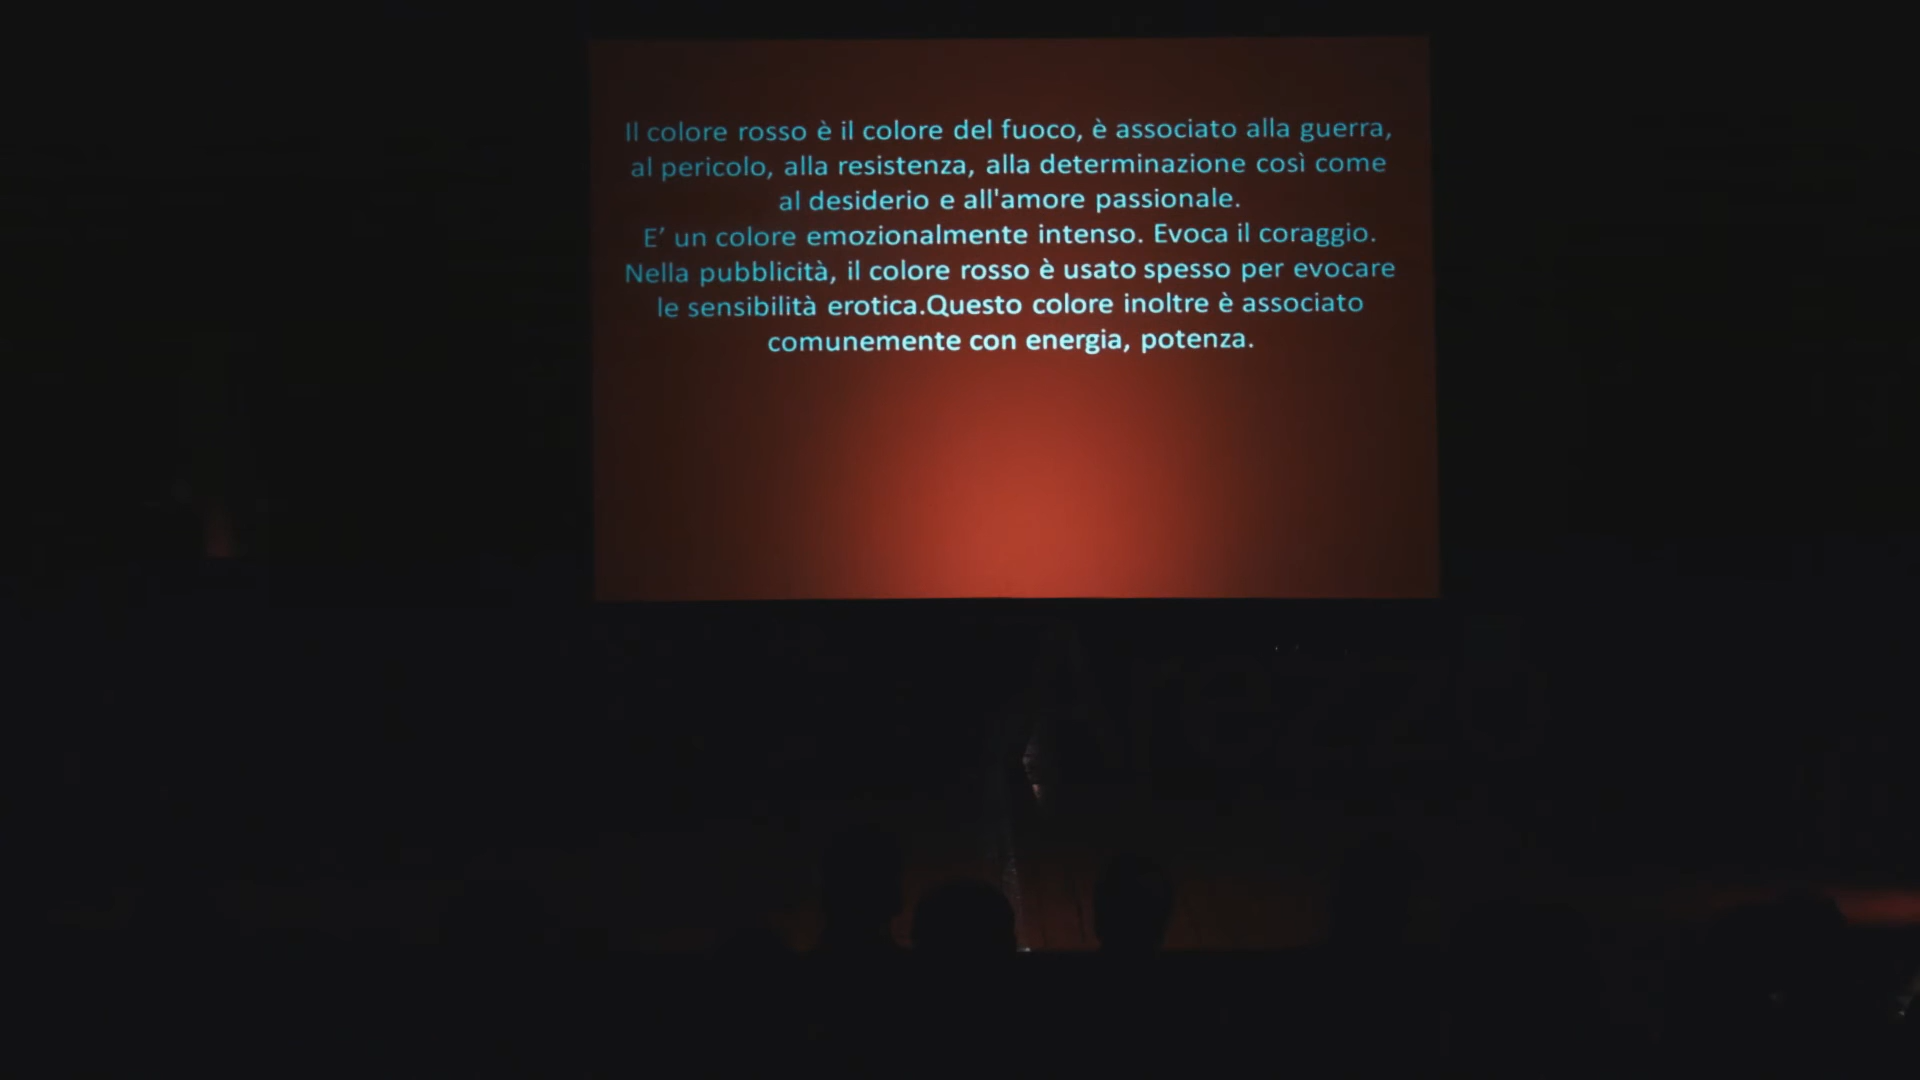 Il colore rosso è il colore del fuoco, è associato alla guerra,
al pericolo, alla resistenza, alla determinazione così come
al desiderio e all'amore passionale.
E' un colore emozionalmente intenso. Evoca il coraggio.
Nella pubblicità, il colore rosso è usato spesso per evocare
le sensibilità erotica.Questo colore inoltre è associato
comunemente con energia, potenza.
Arezzo